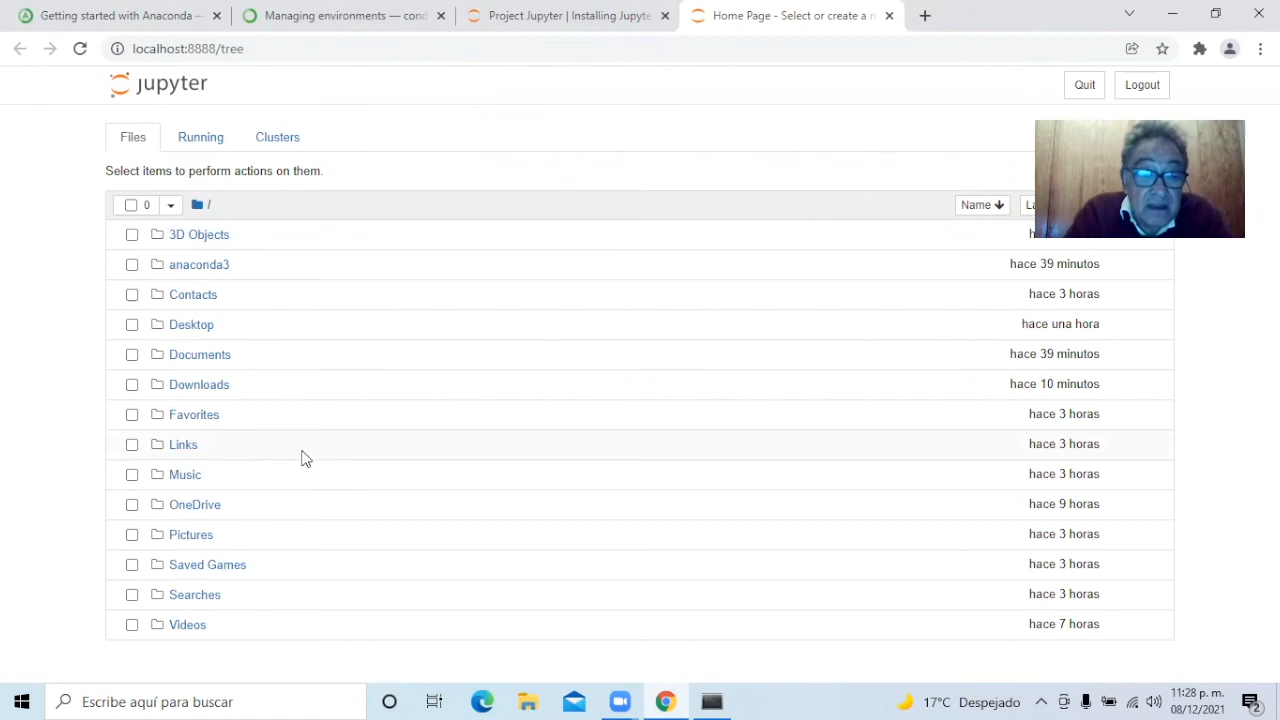 Getting started with Anaconda — Managing environments — con Project Jupyter | Installing Jupyte Home Page - Select or create a n
localhost:8888/tree
jupyter Quit Logout
Files Running Clusters
Select items to perform actions on them.
0 / Name
3D Objects
anaconda3 hace 39 minutos
Contacts hace 3 horas
Desktop hace una hora
Documents hace 39 minutos
Downloads hace 10 minutos
Favorites hace 3 horas
Links hace 3 horas
Music hace 3 horas
OneDrive hace 9 horas
Pictures hace 3 horas
Saved Games hace 3 horas
Searches hace 3 horas
Videos hace 7 horas
Escribe aquí para buscar 17°C Despejado 11:28 p. m.
08/12/2021 2